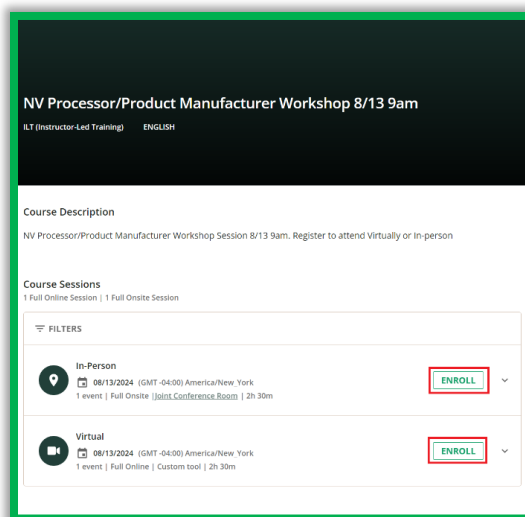 NV Processor/Product Manufacturer Workshop 8/13 9am
ILT (Instructor-Led Training) ENGLISH
Course Description
NV Processor/Product Manufacturer Workshop Session 8/13 9am. Register to attend Virtually or In-person
Course Sessions
1 Full Online Session | 1 Full Onsite Session
FILTERS
In-Person
08/13/2024 (GMT -04:00) America/New_York
1 event | Full Onsite |Joint Conference Room | 2h 30m
ENROLL
Virtual
08/13/2024 (GMT -04:00) America/New_York
1 event | Full Online | Custom tool | 2h 30m
ENROLL